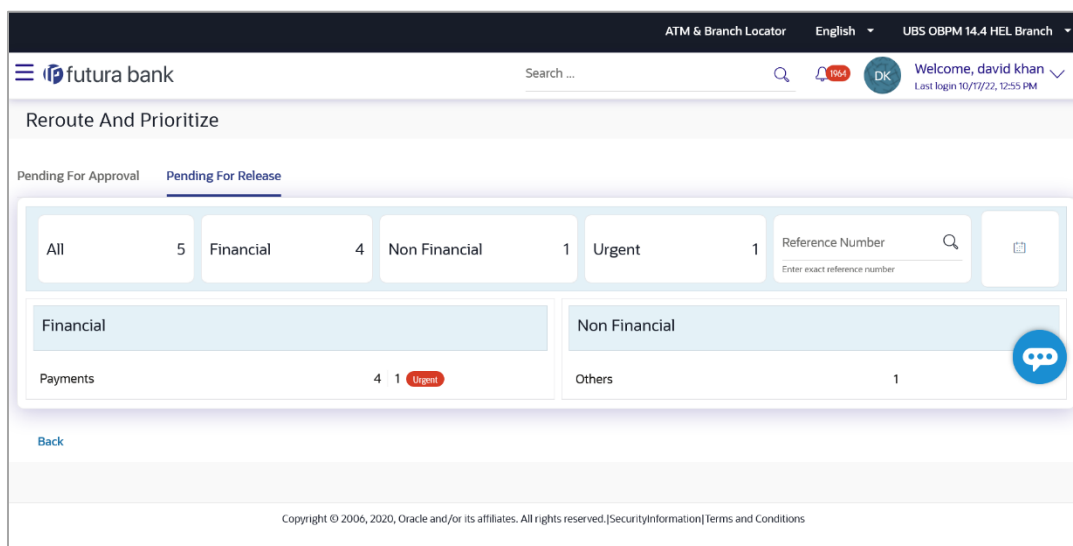 ATM & Branch Locator English UBS OBPM 14.4 HEL Branch
futura bank Search ... 1964 DK Welcome, david khan
Last login 10/17/22, 12:55 PM
Reroute And Prioritize
Pending For Approval Pending For Release
All 5 Financial 4 Non Financial 1 Urgent 1 Reference Number
Enter exact reference number
Financial Non Financial
Payments 4 1 Urgent Others 1
Back
Copyright © 2006, 2020, Oracle and/or its affiliates. All rights reserved.|SecurityInformation|Terms and Conditions